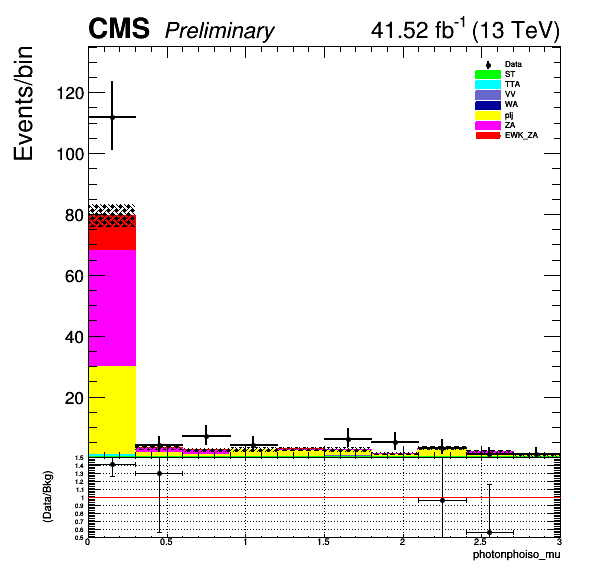 CMS Preliminary 41.52 fb-1 (13 TeV)
Events/bin
120
100
80
60
40
20
Data
ST
TTA
VV
WA
plj
ZA
EWK_ZA
(Data/Bkg)
1.5
1.4
1.3
1.2
1.1
1
0.9
0.8
0.7
0.6
0.5
0 0.5 1 1.5 2 2.5 3
photonphoiso_mu